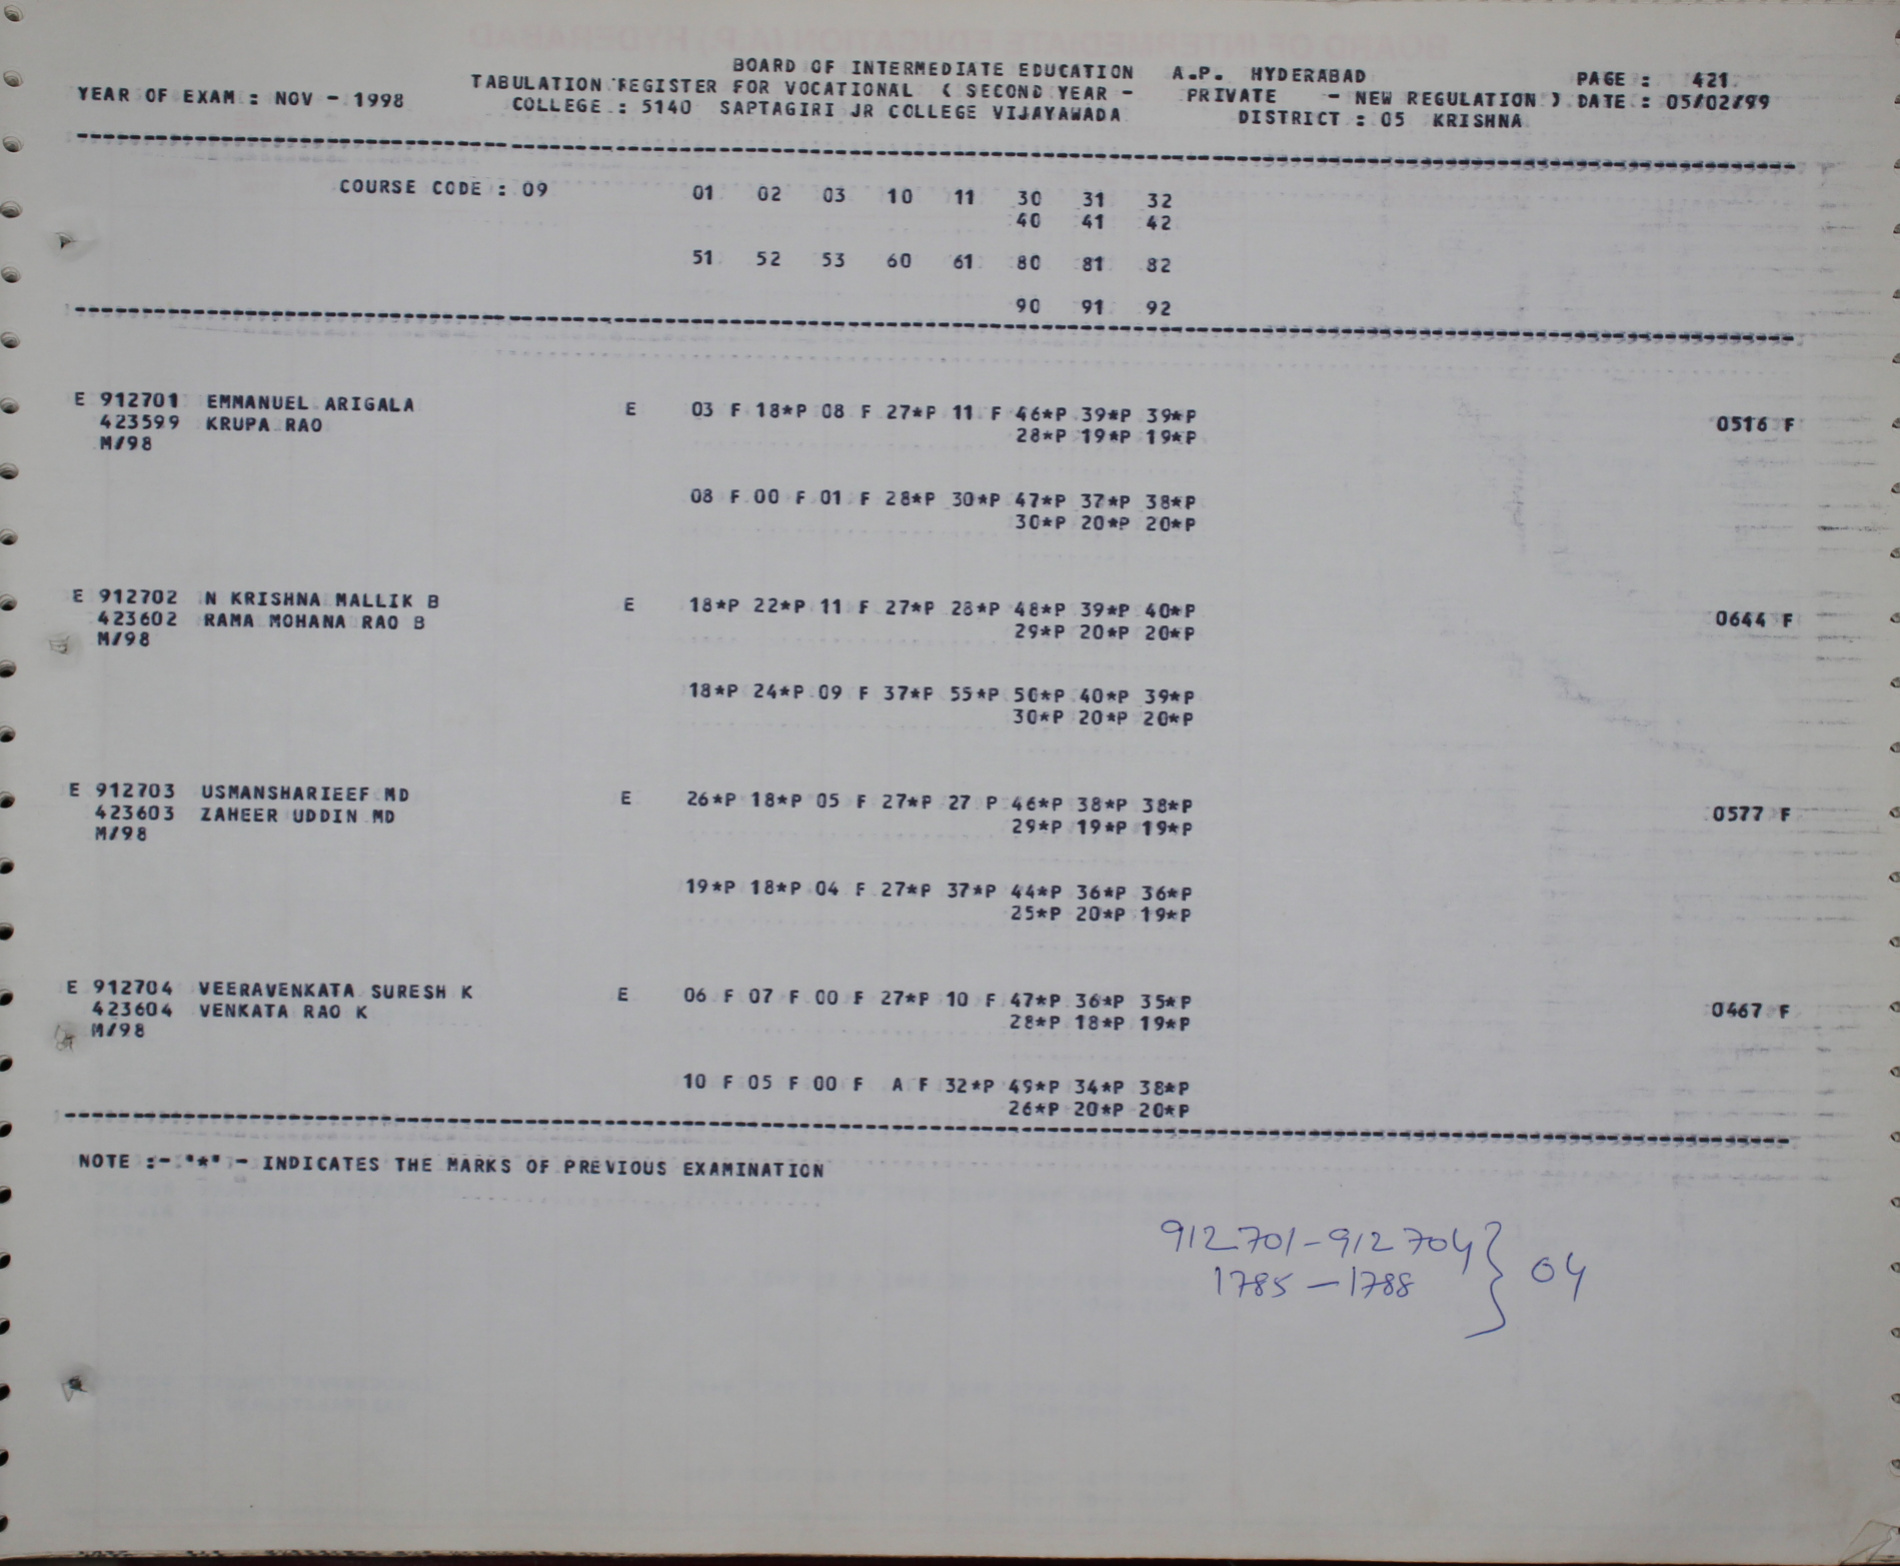 BOARD OF INTERMEDIATE EDUCATION A.P. HYDERABAD PAGE : 421
YEAR OF EXAM : NOV - 1998 TABULATION REGISTER FOR VOCATIONAL ( SECOND YEAR - PRIVATE - NEW REGULATION ) DATE : 05/02/99
COLLEGE : 5140 SAPTAGIRI JR COLLEGE VIJAYAWADA DISTRICT : 05 KRISHNA
COURSE CODE : 09 01 02 03 10 11 30 31 32
40 41 42
51 52 53 60 61 80 81 82
90 91 92
E 912701 EMMANUEL ARIGALA E 03 F 18*P 08 F 27*P 11 F 46*P 39*P 39*P
423599 KRUPA RAO 28*P 19*P 19*P 0516 F
M/98
08 F 00 F 01 F 28*P 30*P 47*P 37*P 38*P
30*P 20*P 20*P
E 912702 N KRISHNA MALLIK B E 18*P 22*P 11 F 27*P 28*P 48*P 39*P 40*P
423602 RAMA MOHANA RAO B 29*P 20*P 20*P 0644 F
M/98
18*P 24*P 09 F 37*P 55*P 50*P 40*P 39*P
30*P 20*P 20*P
E 912703 USMANSHARIEEF MD E 26*P 18*P 05 F 27*P 27 P 46*P 38*P 38*P
423603 ZAHEER UDDIN MD 29*P 19*P 19*P 0577 F
M/98
19*P 18*P 04 F 27*P 37*P 44*P 36*P 36*P
25*P 20*P 19*P
E 912704 VEERAVENKATA SURESH K E 06 F 07 F 00 F 27*P 10 F 47*P 36*P 35*P
423604 VENKATA RAO K 28*P 18*P 19*P 0467 F
M/98
10 F 05 F 00 F A F 32*P 49*P 34*P 38*P
26*P 20*P 20*P
NOTE :- "*" - INDICATES THE MARKS OF PREVIOUS EXAMINATION
912701-912704
1785-1788 } 04